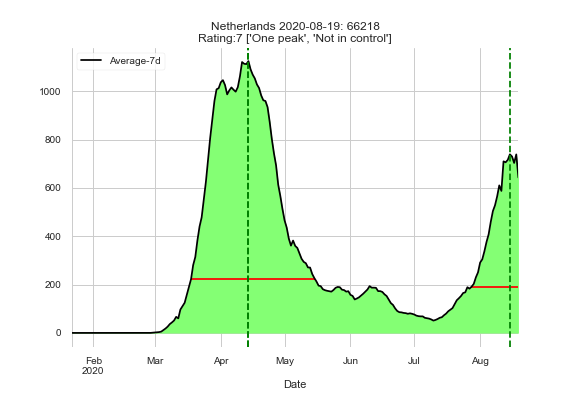 Netherlands 2020-08-19: 66218
Rating:7 ['One peak', 'Not in control']
Average-7d
1000
800
600
400
200
0
Feb Mar Apr May Jun Jul Aug
2020
Date